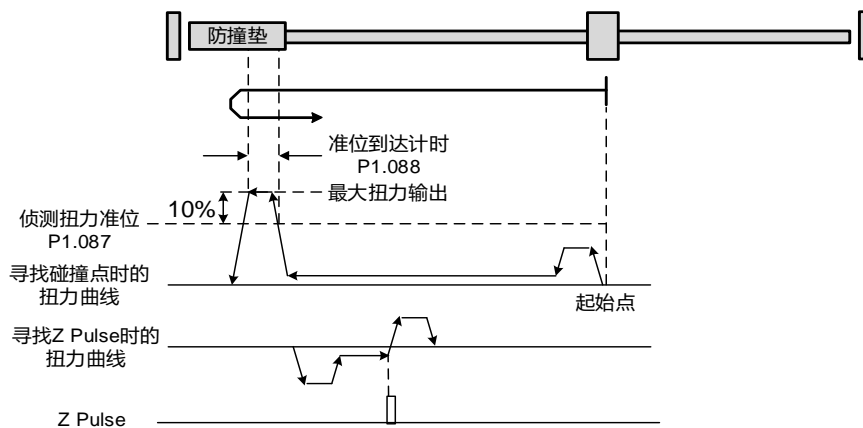 防撞垫
准位到达计时
P1.088
最大扭力输出
10%
侦测扭力准位
P1.087
寻找碰撞点时的
扭力曲线
起始点
寻找Z Pulse时的
扭力曲线
Z Pulse